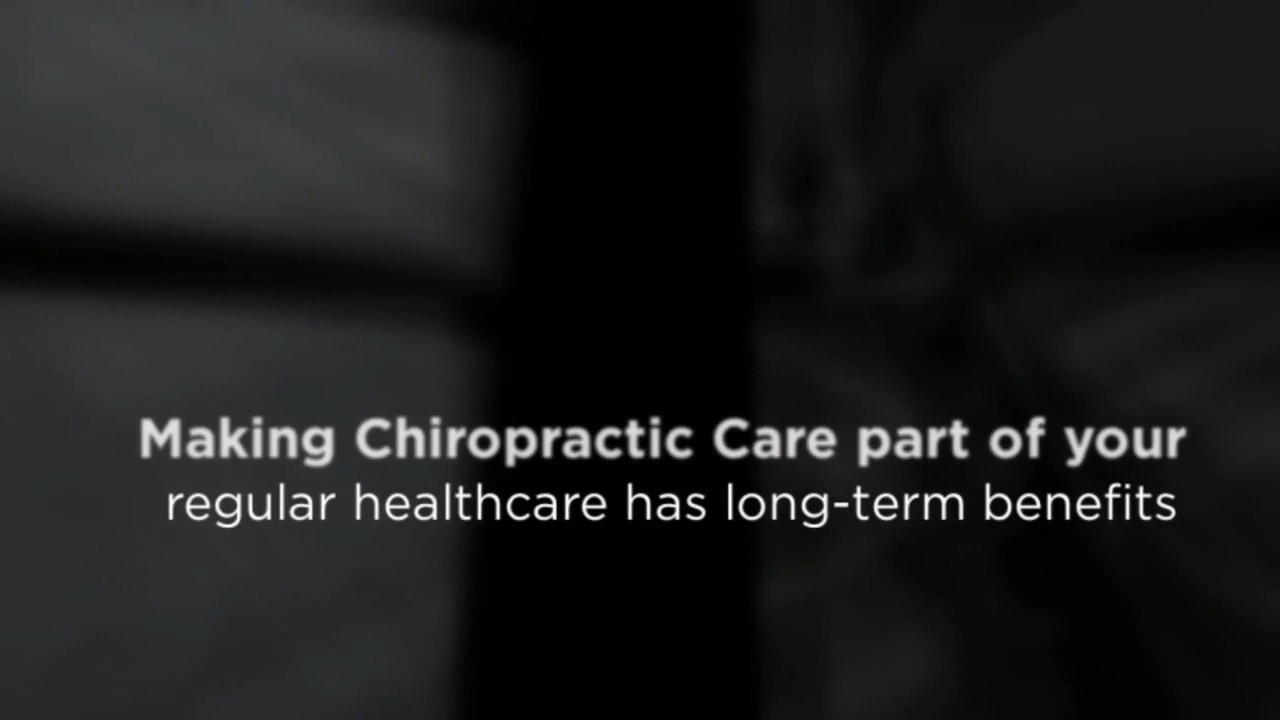 Making Chiropractic Care part of your
regular healthcare has long-term benefits